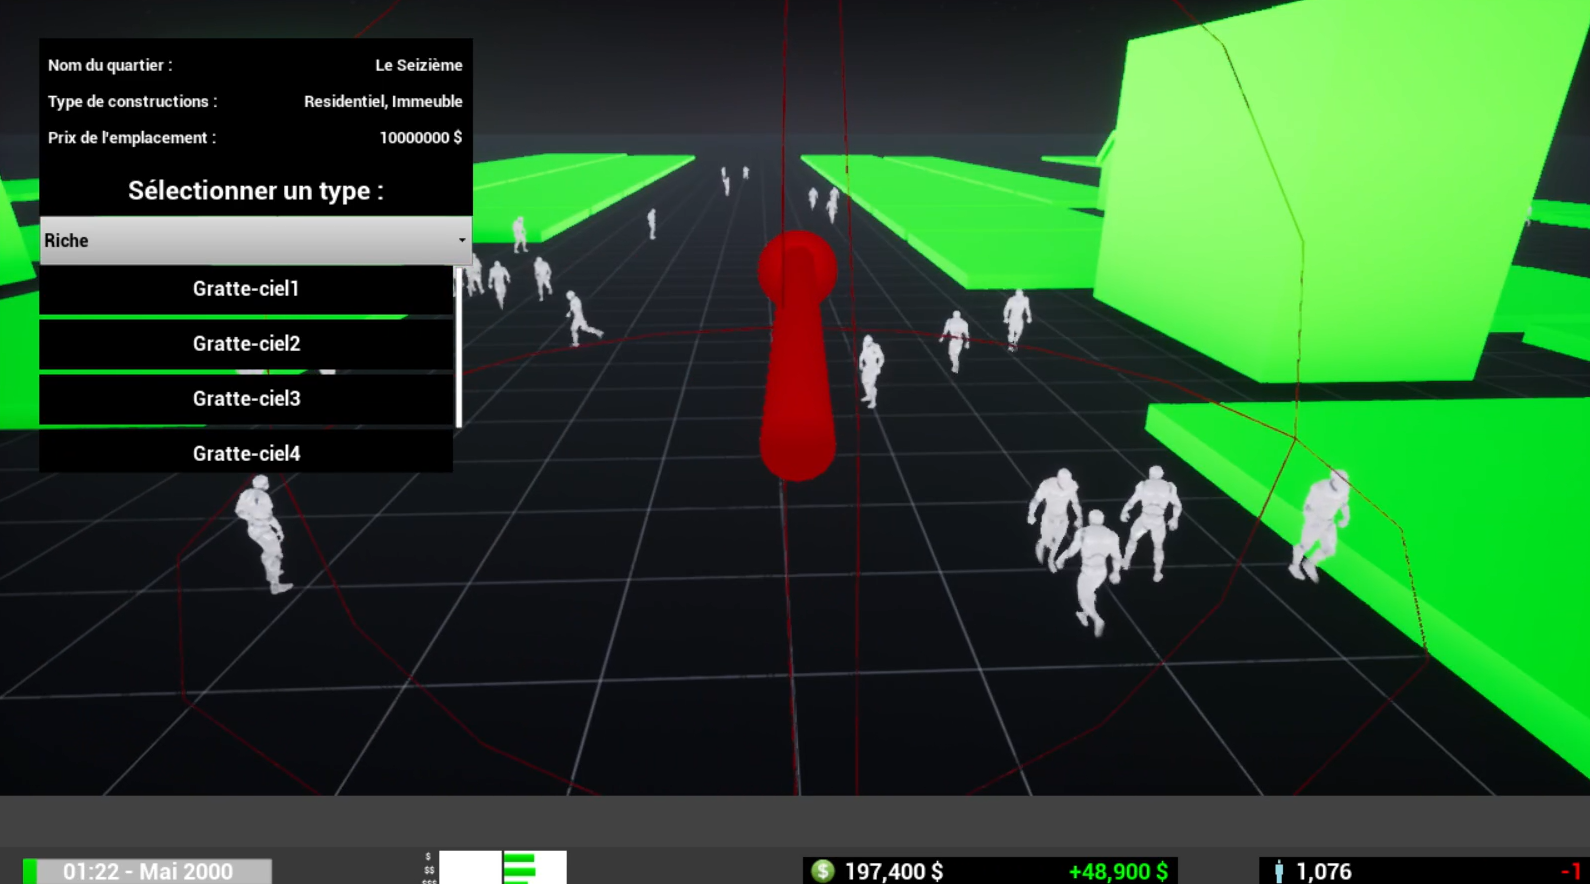 Nom du quartier : Le Seizième
Type de constructions : Residentiel, Immeuble
Prix de l'emplacement : 10000000 $
Sélectionner un type :
Riche
Gratte-ciel1
Gratte-ciel2
Gratte-ciel3
Gratte-ciel4
01:22 - Mai 2000
$
$$
$$$
$ 197,400 $ +48,900 $
1,076 -1